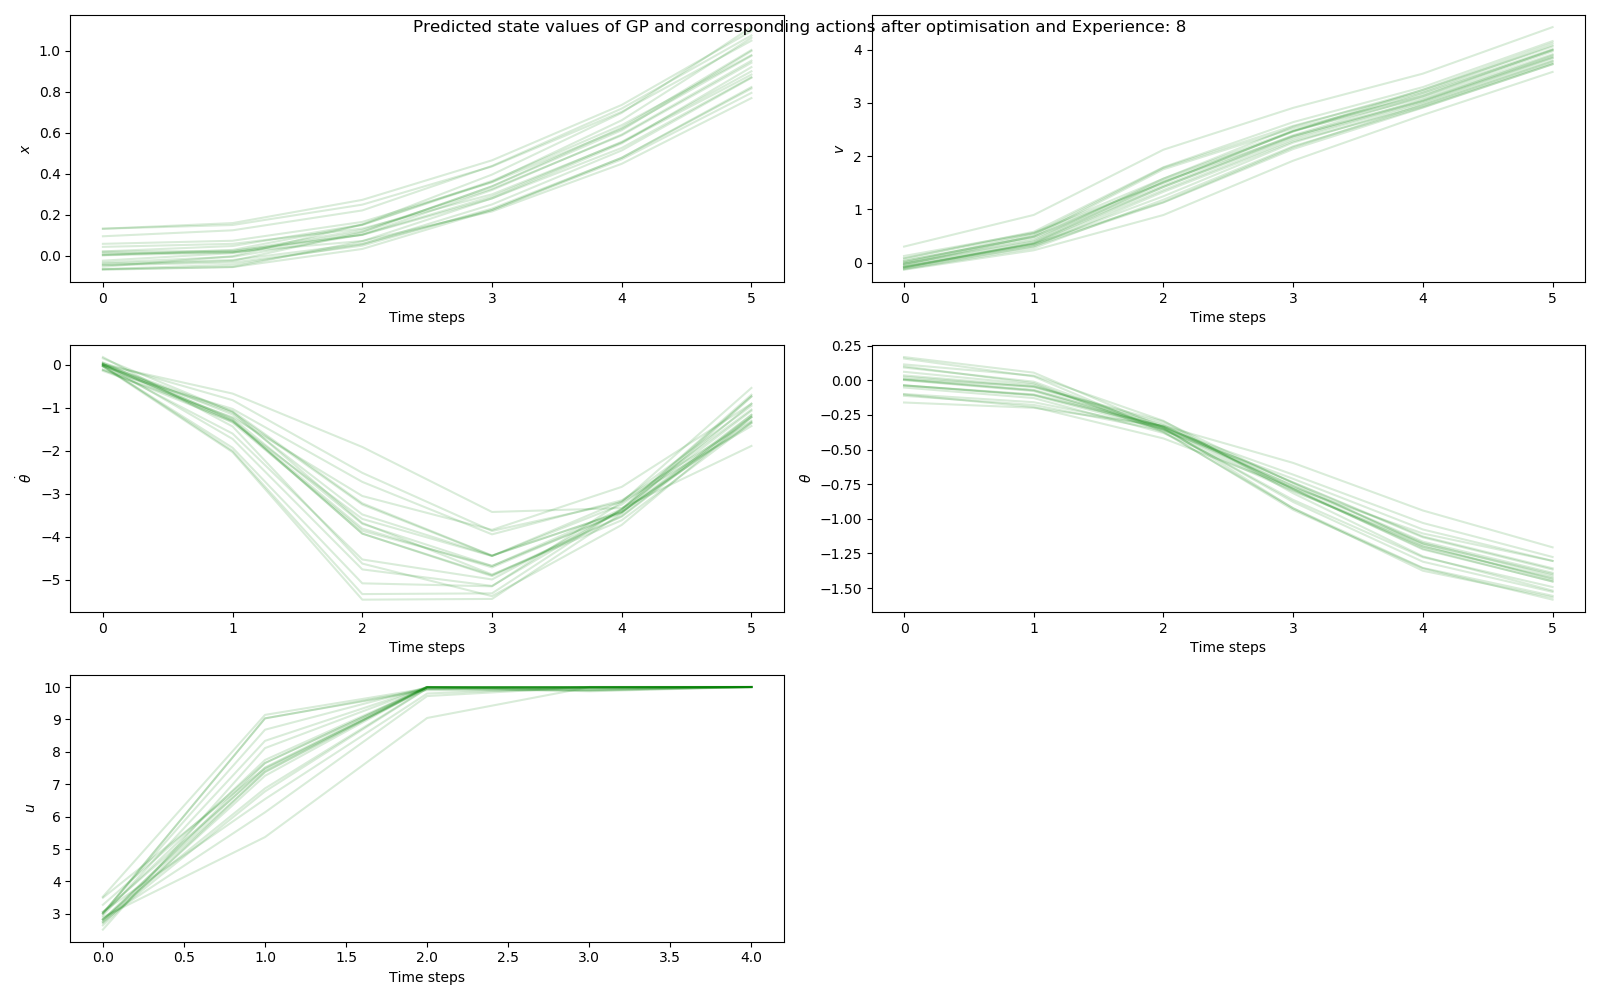 Predicted state values of GP and corresponding actions after optimisation and Experience: 8
1.0
0.8
0.6
0.4
0.2
0.0
x
0 1 2 3 4 5
Time steps
4
3
2
1
0
v
0 1 2 3 4 5
Time steps
0
−1
−2
−3
−4
−5
θ̇
0 1 2 3 4 5
Time steps
0.25
0.00
−0.25
−0.50
−0.75
−1.00
−1.25
−1.50
θ
0 1 2 3 4 5
Time steps
10
9
8
7
6
5
4
3
u
0.0 0.5 1.0 1.5 2.0 2.5 3.0 3.5 4.0
Time steps